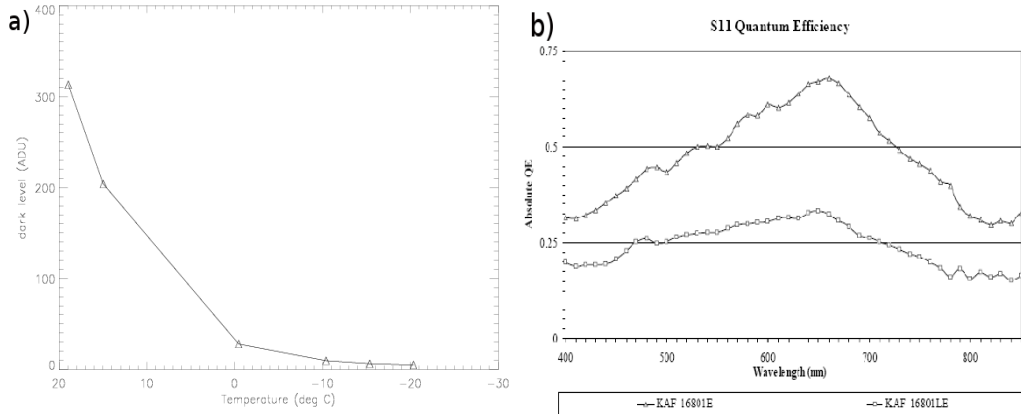 a)
400
300
200
100
0
dark level (ADU)
20 10 0 -10 -20 -30
Temperature (deg C)
b)
S11 Quantum Efficiency
0.75
0.5
0.25
0
Absolute QE
400 500 600 700 800
Wavelength (nm)
KAF 16801E KAF 16801LE